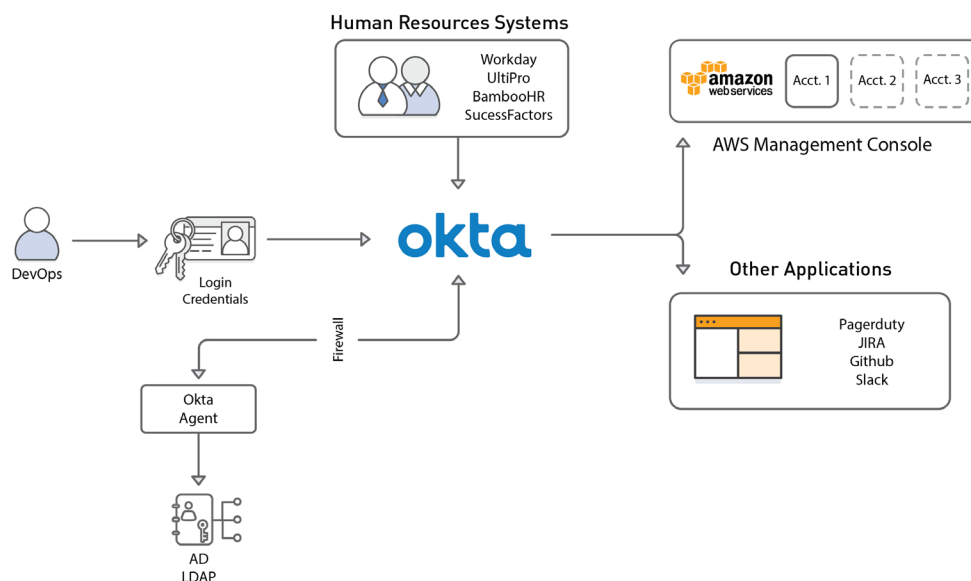 Human Resources Systems
Workday
UltiPro
BambooHR
SucessFactors
amazon
webservices
Acct. 1
Acct. 2
Acct. 3
AWS Management Console
DevOps
Login
Credentials
okta
Other Applications
Pagerduty
JIRA
Github
Slack
Firewall
Okta
Agent
AD
LDAP